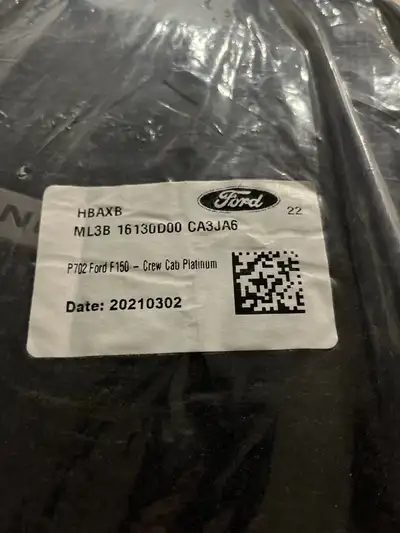 HBAXB
Ford
22
ML3B 16130D00 CA3JA6
P702 Ford F150 - Crew Cab Platinum
Date: 20210302